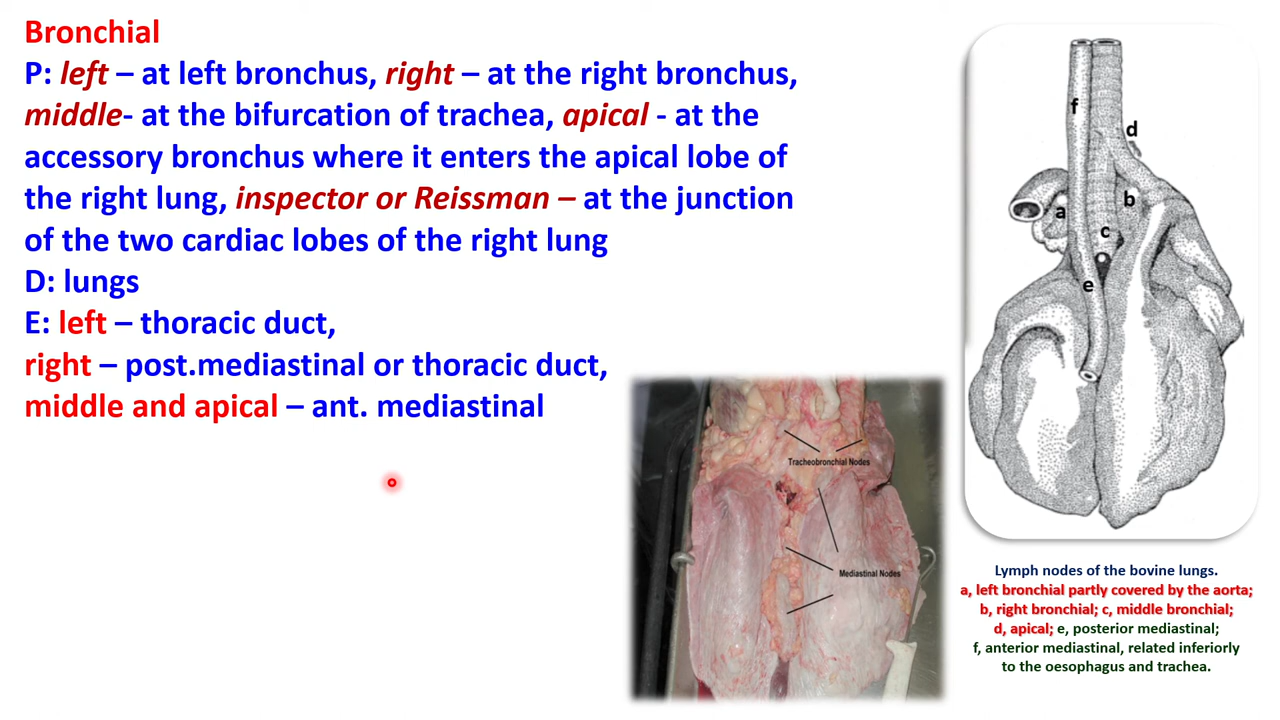 Bronchial
P: left – at left bronchus, right – at the right bronchus,
middle- at the bifurcation of trachea, apical - at the
accessory bronchus where it enters the apical lobe of
the right lung, inspector or Reissman – at the junction
of the two cardiac lobes of the right lung
D: lungs
E: left – thoracic duct,
right – post.mediastinal or thoracic duct,
middle and apical – ant. mediastinal
f
d
a
b
c
e
Tracheobronchial Nodes
Mediastinal Nodes
Lymph nodes of the bovine lungs.
a, left bronchial partly covered by the aorta;
b, right bronchial; c, middle bronchial;
d, apical; e, posterior mediastinal;
f, anterior mediastinal, related inferiorly
to the oesophagus and trachea.